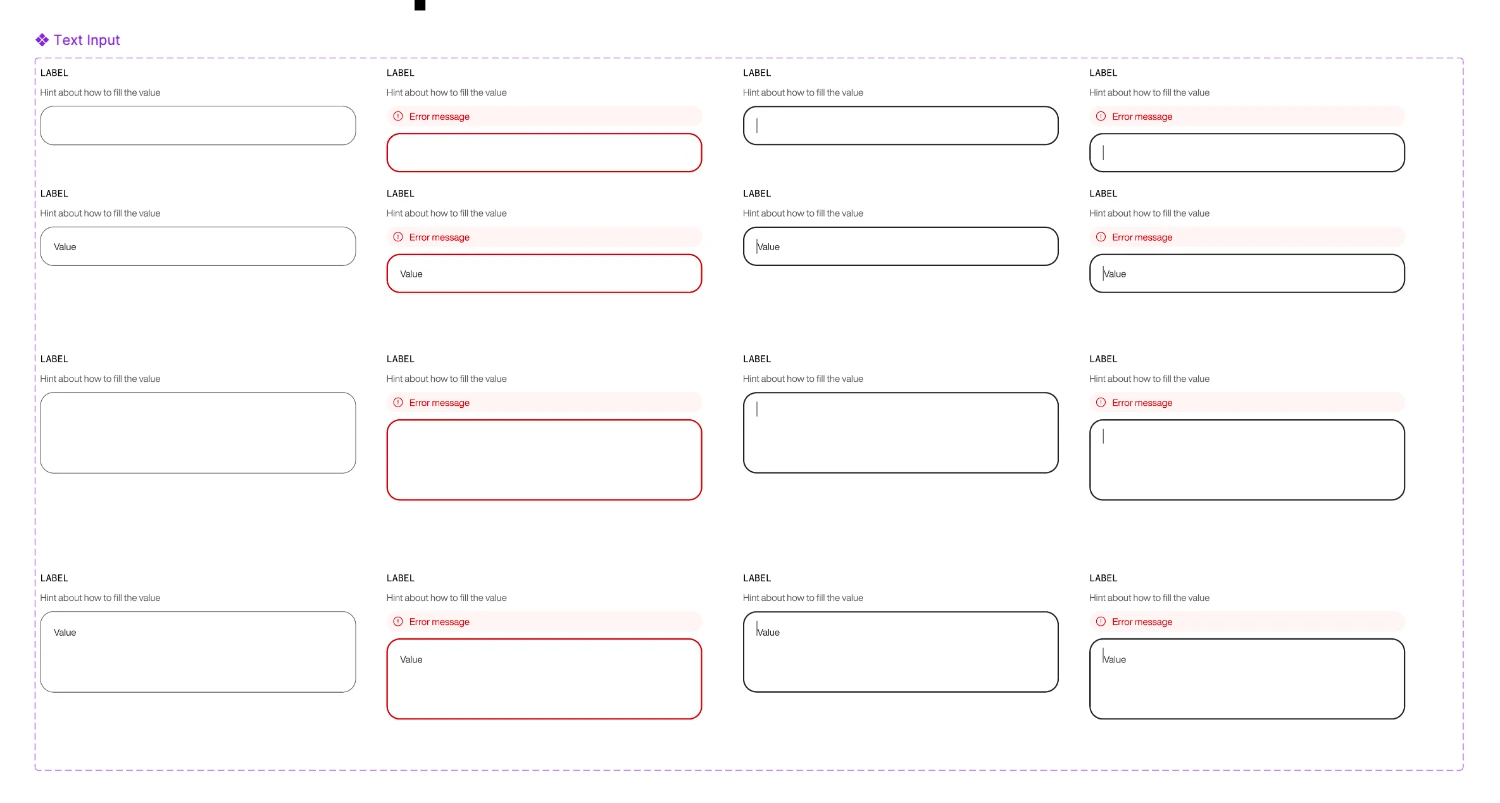 Text Input
LABEL LABEL LABEL LABEL
Hint about how to fill the value Hint about how to fill the value Hint about how to fill the value Hint about how to fill the value
Error message Error message
LABEL LABEL LABEL LABEL
Hint about how to fill the value Hint about how to fill the value Hint about how to fill the value Hint about how to fill the value
Error message Error message
Value Value
Value Value
LABEL LABEL LABEL LABEL
Hint about how to fill the value Hint about how to fill the value Hint about how to fill the value Hint about how to fill the value
Error message Error message
LABEL LABEL LABEL LABEL
Hint about how to fill the value Hint about how to fill the value Hint about how to fill the value Hint about how to fill the value
Error message Error message
Value Value
Value Value